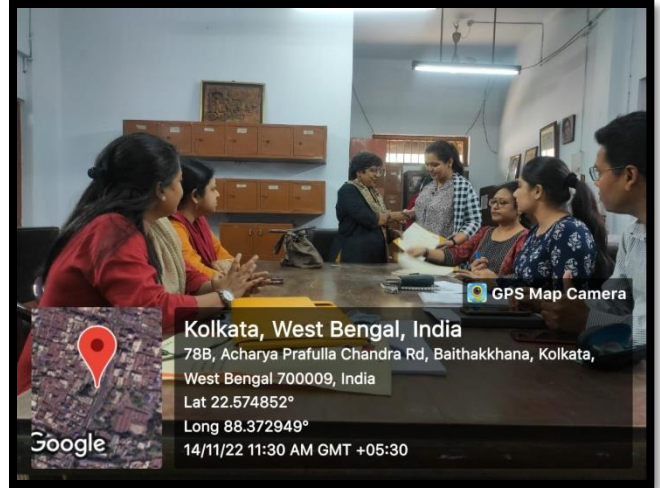 GPS Map Camera
Kolkata, West Bengal, India
78B, Acharya Prafulla Chandra Rd, Baithakkhana, Kolkata,
West Bengal 700009, India
Lat 22.574852°
Long 88.372949°
14/11/22 11:30 AM GMT +05:30
Google